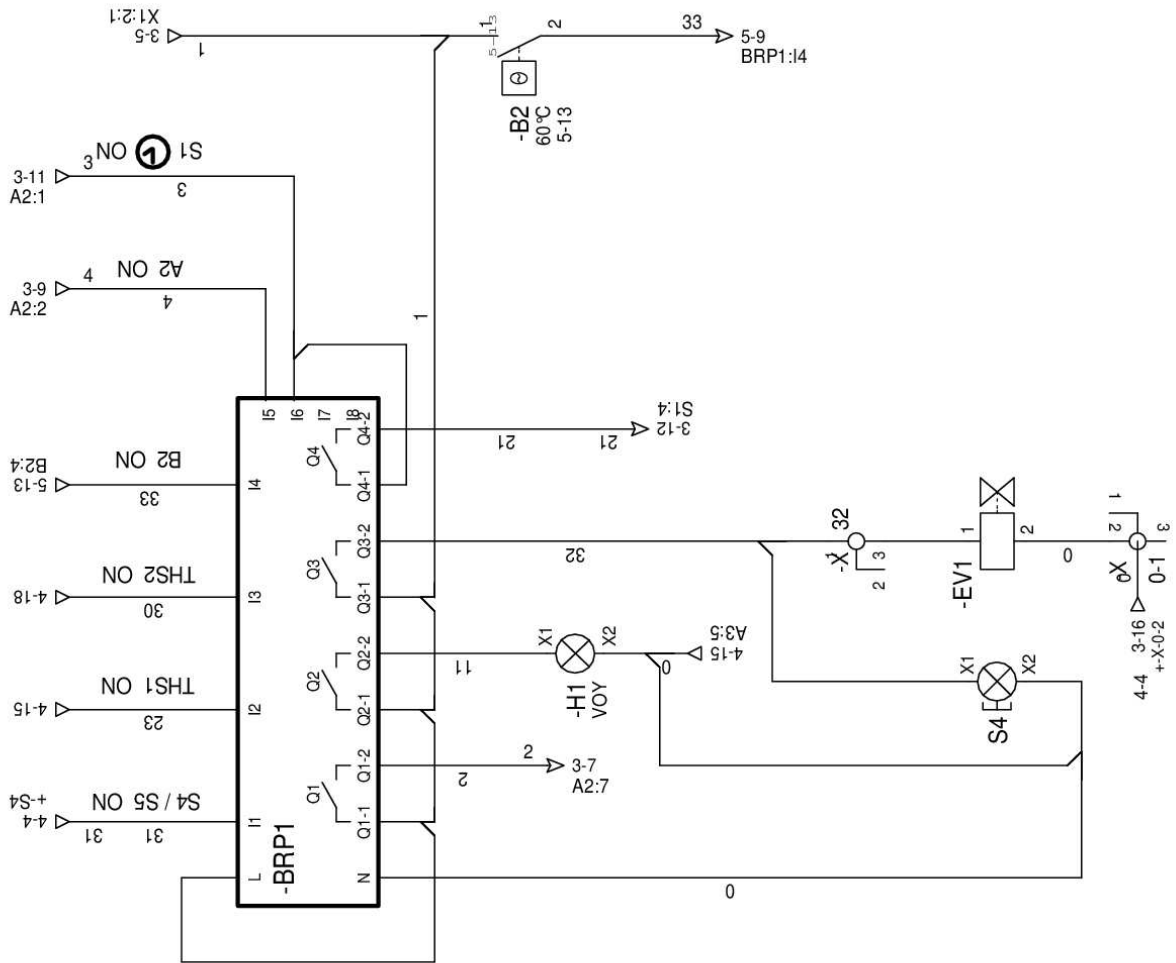 3-5
X1:2:1
1
1
5-13
2
33
5-9
BRP1:I4
-B2
60°C
5-13
3-11
A2:1
3
S1 ON
3
3-9
A2:2
4
A2 ON
4
1
5-13
B2:4
B2 ON
33
4-18
THS2 ON
30
4-15
THS1 ON
23
4-4
+-S4
S4 / S5 ON
31
31
-BRP1
L
N
I1
I2
I3
I4
I5
I6
I7
I8
Q1
Q2
Q3
Q4
Q1-1
Q1-2
Q2-1
Q2-2
Q3-1
Q3-2
Q4-1
Q4-2
21
21
3-12
S1:4
32
-X
32
1
2
3
-EV1
1
2
0
-X
0-1
0
1
2
3
4-4
3-16
+-X-0-2
11
-H1
VOY
X1
X2
0
4-15
A3:5
S4
X1
X2
2
2
3-7
A2:7
0